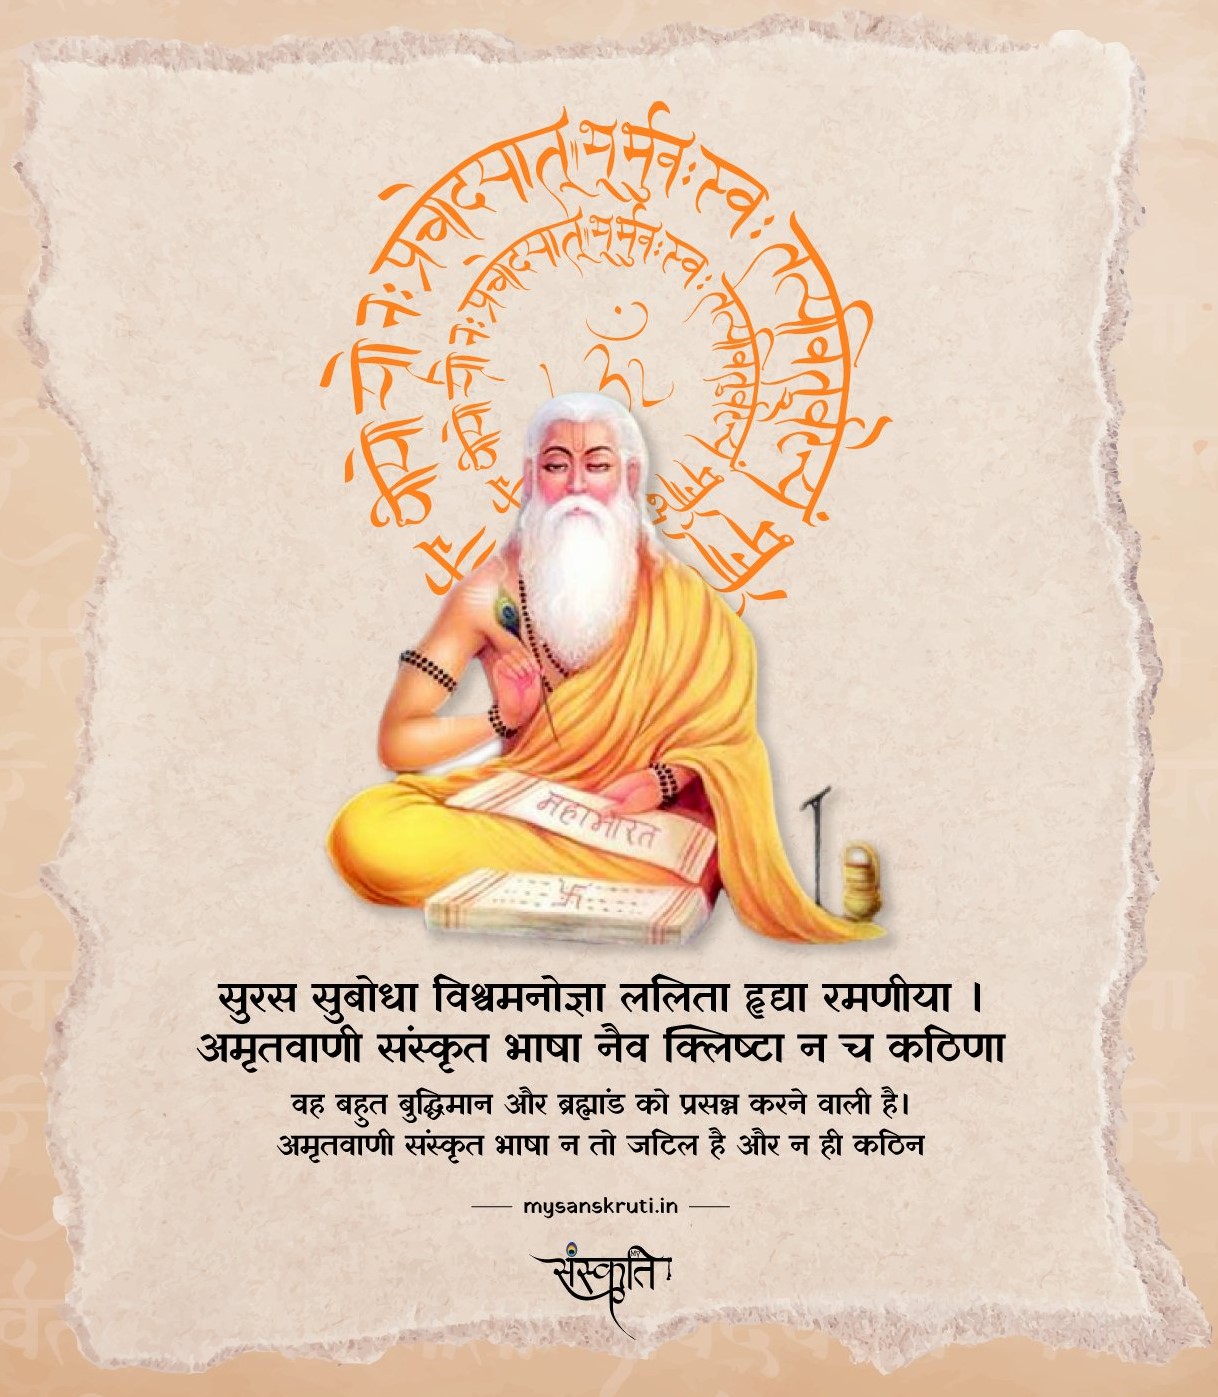 प्रचोदयात्॥ भूर्भुवः स्वः
प्रचोदयात्॥ भूर्भुवः स्वः
ॐ
महाभारत
सुरस सुबोधा विश्वमनोज्ञा ललिता हृद्या रमणीया ।
अमृतवाणी संस्कृत भाषा नैव क्लिष्टा न च कठिणा
वह बहुत बुद्धिमान और ब्रह्मांड को प्रसन्न करने वाली है।
अमृतवाणी संस्कृत भाषा न तो जटिल है और न ही कठिन
mysanskruti.in
MY
संस्कृति